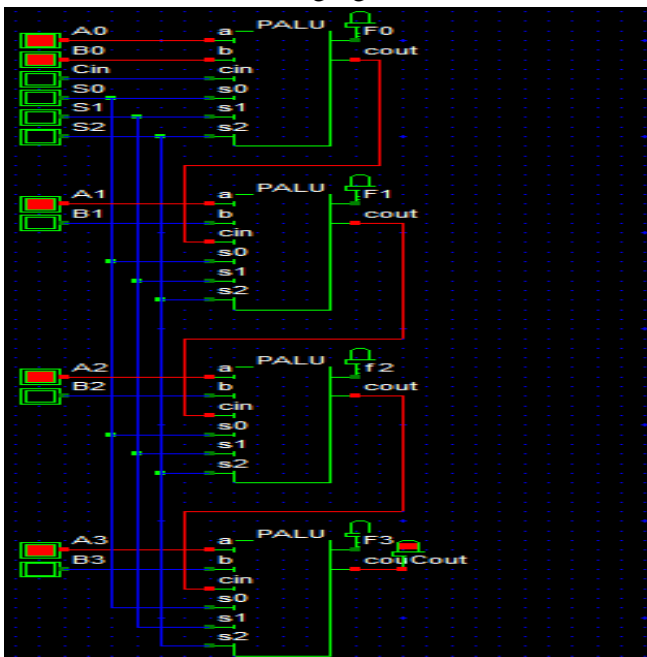 A0 a PALU F0
B0 b cout
Cin cin
S0 s0
S1 s1
S2 s2
A1 a PALU F1
B1 b cout
cin
s0
s1
s2
A2 a PALU f2
B2 b cout
cin
s0
s1
s2
A3 a PALU F3
B3 b couCout
cin
s0
s1
s2